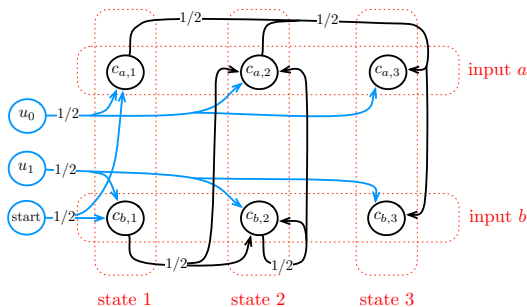 1/2 1/2
c_{a,1} c_{a,2} c_{a,3} input a
u_0 1/2
u_1 1/2
start 1/2 c_{b,1} c_{b,2} c_{b,3} input b
1/2 1/2
state 1 state 2 state 3